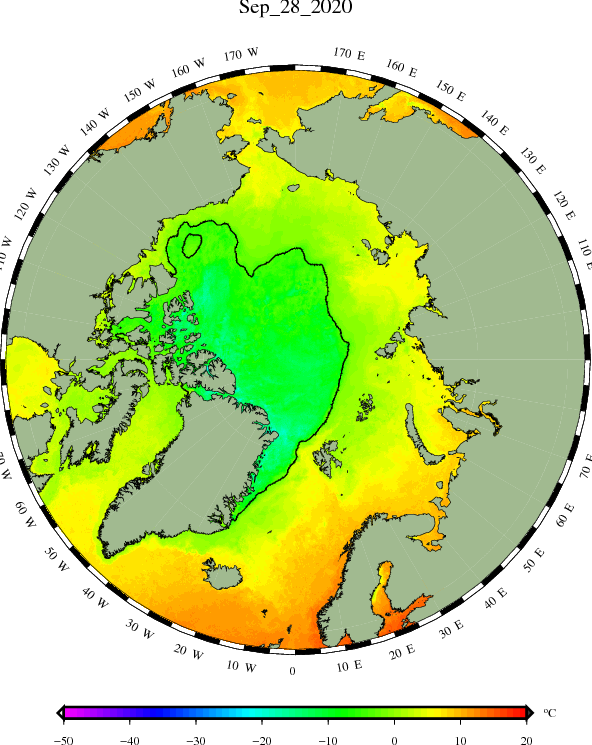 Sep_28_2020
170 W
170 E
160 W
160 E
150 W
150 E
140 W
140 E
130 W
130 E
120 W
120 E
110 E
70 E
60 W
60 E
50 W
50 E
40 W
40 E
30 W
30 E
20 W
20 E
10 W
10 E
0
°C
−50 −40 −30 −20 −10 0 10 20